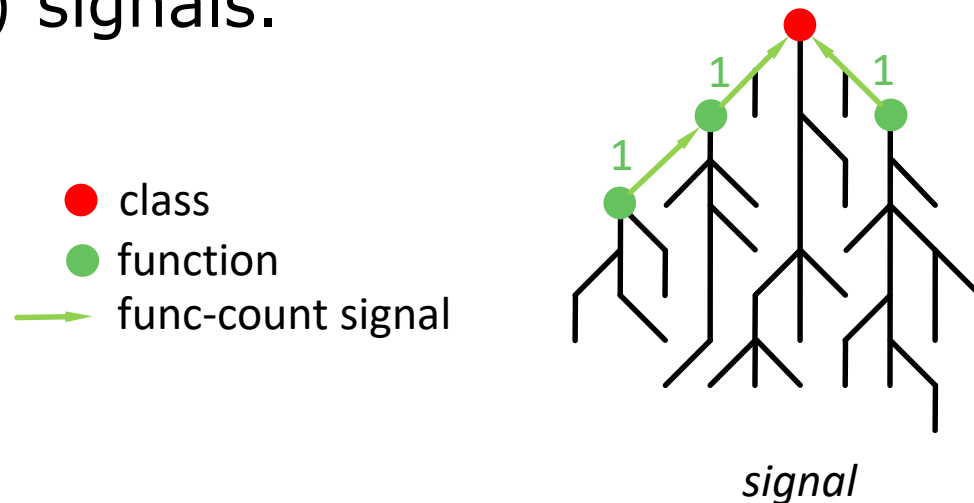 ) signals.
1
1
1
class
function
func-count signal
signal